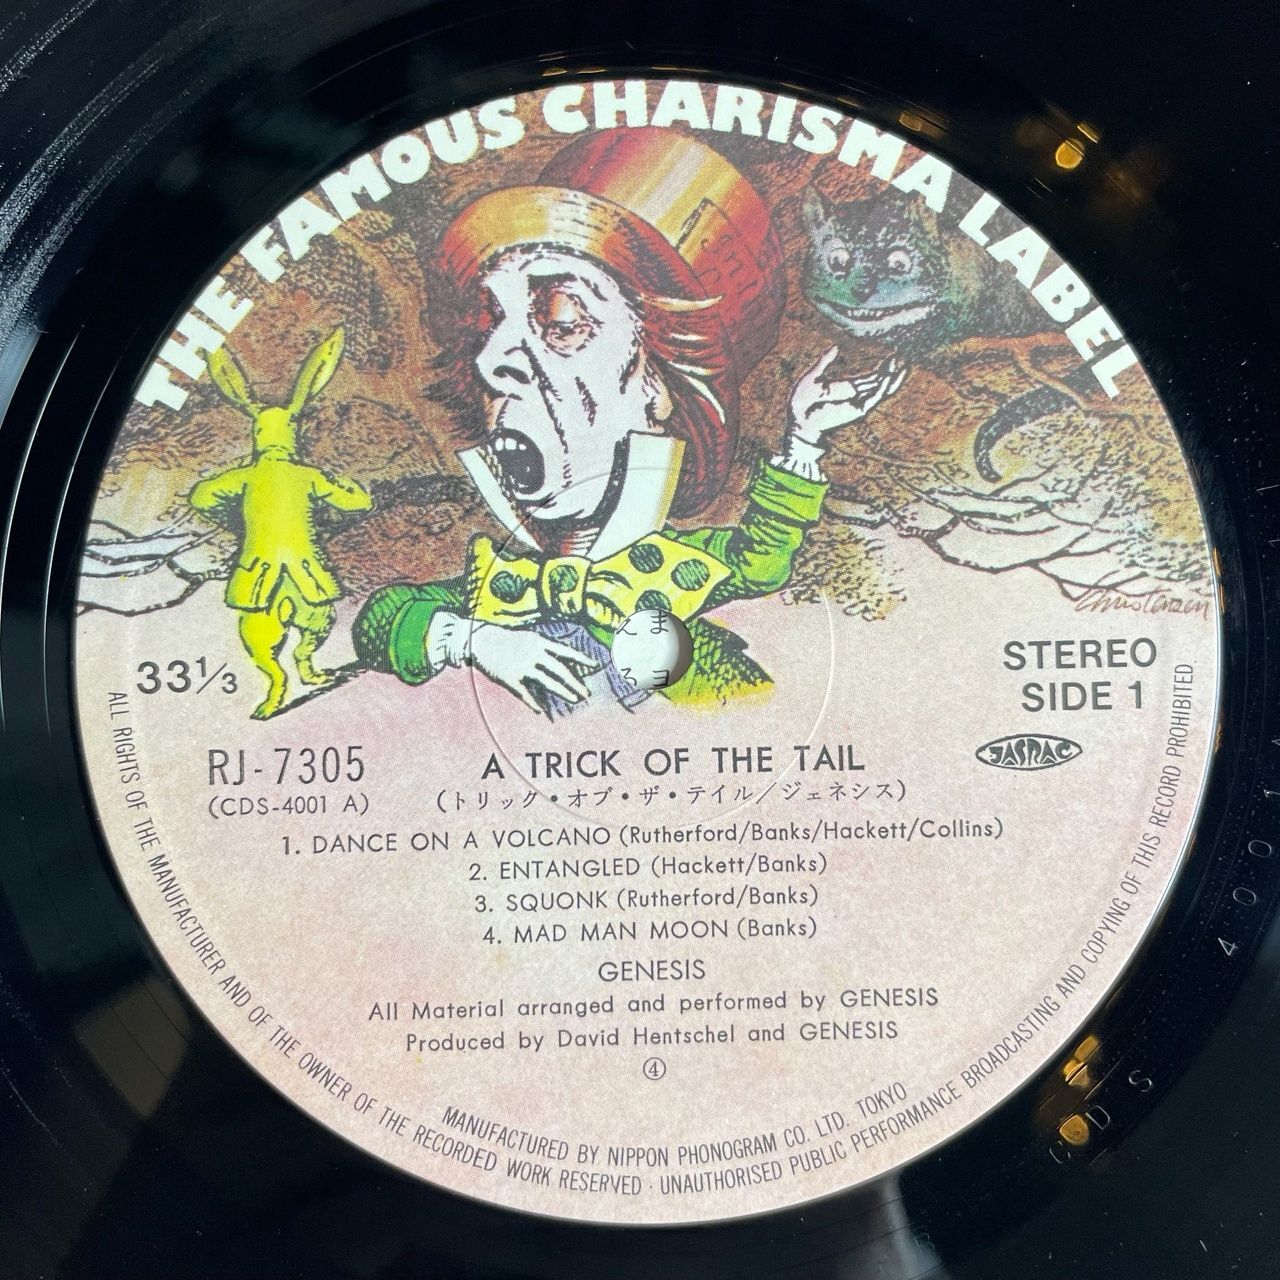 THE FAMOUS CHARISMA LABEL
Christensen
33 1/3
STEREO
SIDE 1
JASRAC
RJ-7305
(CDS-4001 A)
A TRICK OF THE TAIL
(トリック・オブ・ザ・テイル/ジェネシス)
1. DANCE ON A VOLCANO (Rutherford/Banks/Hackett/Collins)
2. ENTANGLED (Hackett/Banks)
3. SQUONK (Rutherford/Banks)
4. MAD MAN MOON (Banks)
GENESIS
All Material arranged and performed by GENESIS
Produced by David Hentschel and GENESIS
④
MANUFACTURED BY NIPPON PHONOGRAM CO. LTD. TOKYO
ALL RIGHTS OF THE MANUFACTURER AND OF THE OWNER OF THE RECORDED WORK RESERVED · UNAUTHORISED PUBLIC PERFORMANCE BROADCASTING AND COPYING OF THIS RECORD PROHIBITED.
CDS 4001A